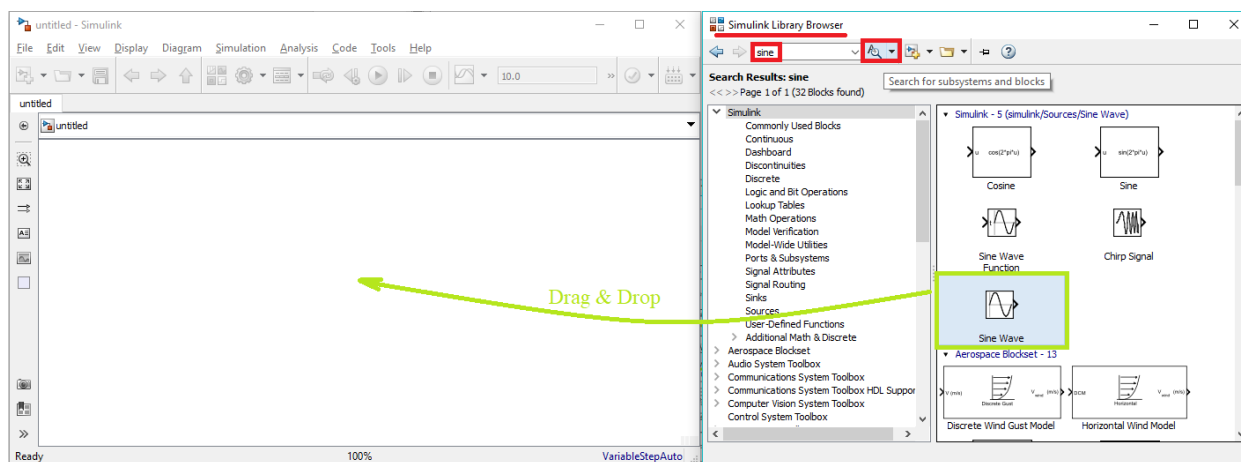 untitled - Simulink
File Edit View Display Diagram Simulation Analysis Code Tools Help
10.0
»
untitled
untitled
Ready
100%
VariableStepAuto
Drag & Drop
Simulink Library Browser
sine
Search Results: sine
<< >> Page 1 of 1 (32 Blocks found)
Search for subsystems and blocks
Simulink
Commonly Used Blocks
Continuous
Dashboard
Discontinuities
Discrete
Logic and Bit Operations
Lookup Tables
Math Operations
Model Verification
Model-Wide Utilities
Ports & Subsystems
Signal Attributes
Signal Routing
Sinks
Sources
User-Defined Functions
Additional Math & Discrete
Aerospace Blockset
Audio System Toolbox
Communications System Toolbox
Communications System Toolbox HDL Suppor
Computer Vision System Toolbox
Control System Toolbox
Simulink - 5 (simulink/Sources/Sine Wave)
u cos(2*pi*u)
u sin(2*pi*u)
Cosine
Sine
Sine Wave
Function
Chirp Signal
Sine Wave
Aerospace Blockset - 13
V (m/s)
Discrete Gust
V wind (m/s)
DCM
Horizontal
V wind (m/s)
Discrete Wind Gust Model
Horizontal Wind Model